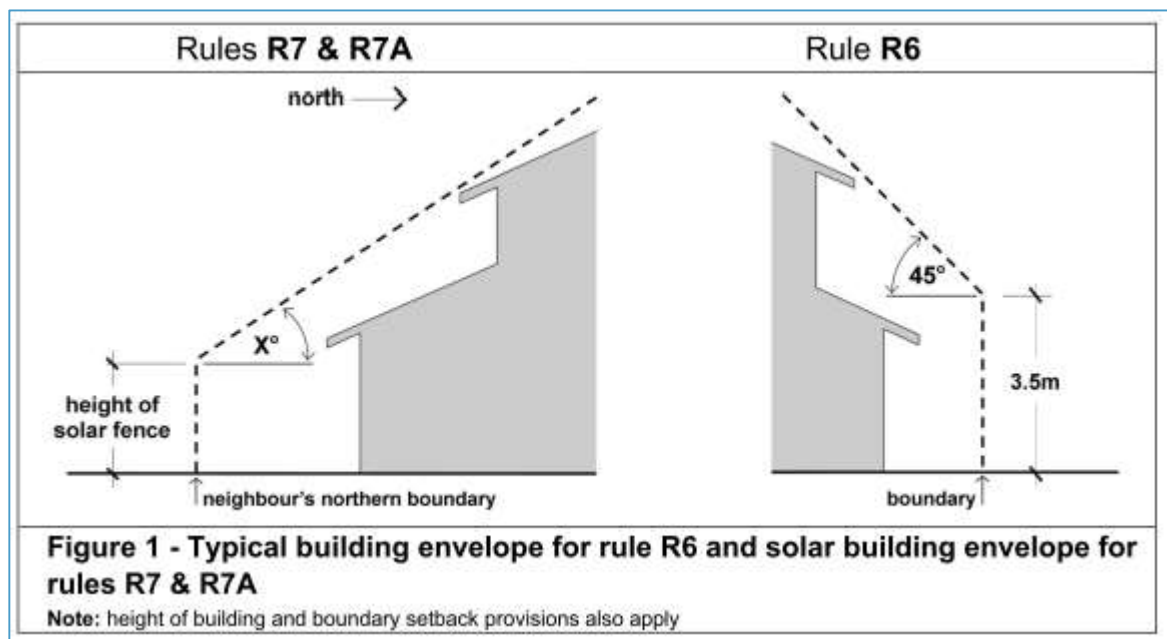 Rules R7 & R7A
Rule R6
north
X°
height of
solar fence
neighbour's northern boundary
45°
3.5m
boundary
Figure 1 - Typical building envelope for rule R6 and solar building envelope for
rules R7 & R7A
Note: height of building and boundary setback provisions also apply